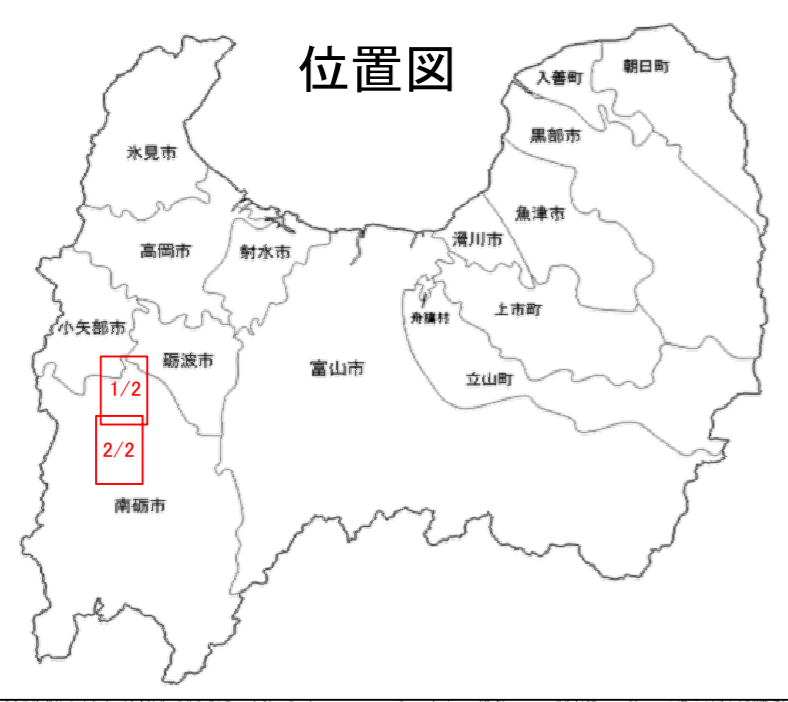 位置図
入善町
朝日町
黒部市
氷見市
魚津市
滑川市
高岡市
射水市
上市町
舟橋村
小矢部市
砺波市
富山市
立山町
1/2
2/2
南砺市